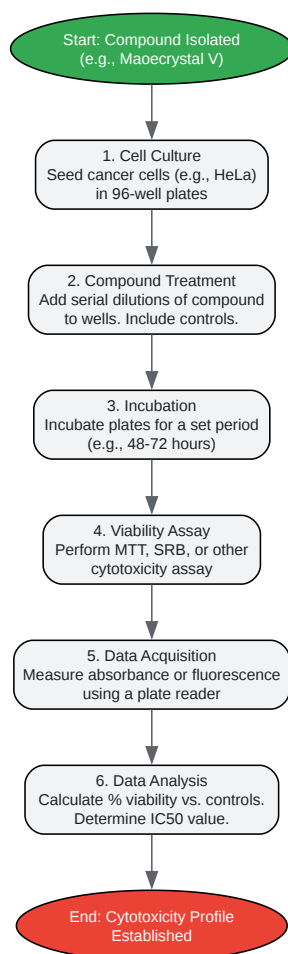 Start: Compound Isolated
(e.g., Maoecrystal V)
1. Cell Culture
Seed cancer cells (e.g., HeLa)
in 96-well plates
2. Compound Treatment
Add serial dilutions of compound
to wells. Include controls.
3. Incubation
Incubate plates for a set period
(e.g., 48-72 hours)
4. Viability Assay
Perform MTT, SRB, or other
cytotoxicity assay
5. Data Acquisition
Measure absorbance or fluorescence
using a plate reader
6. Data Analysis
Calculate % viability vs. controls.
Determine IC50 value.
End: Cytotoxicity Profile
Established